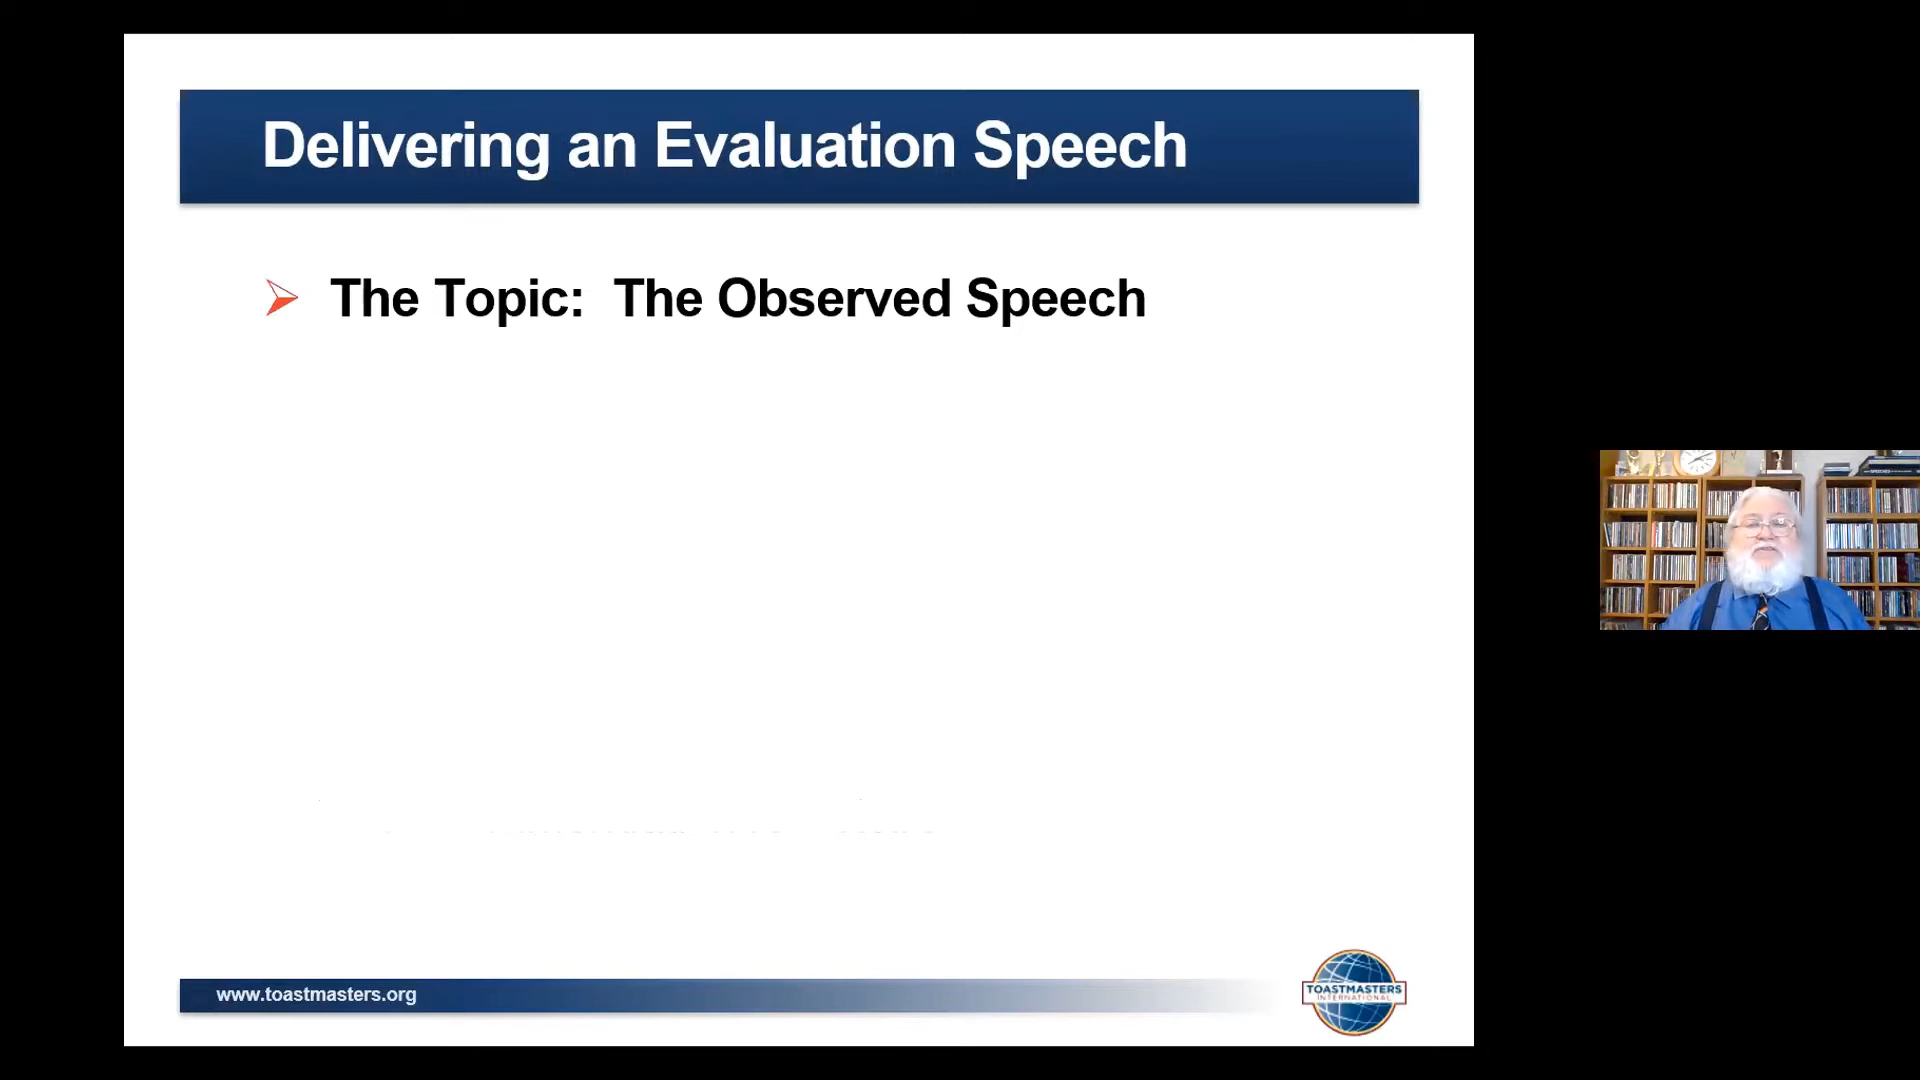 Delivering an Evaluation Speech
The Topic: The Observed Speech
www.toastmasters.org
TOASTMASTERS
INTERNATIONAL